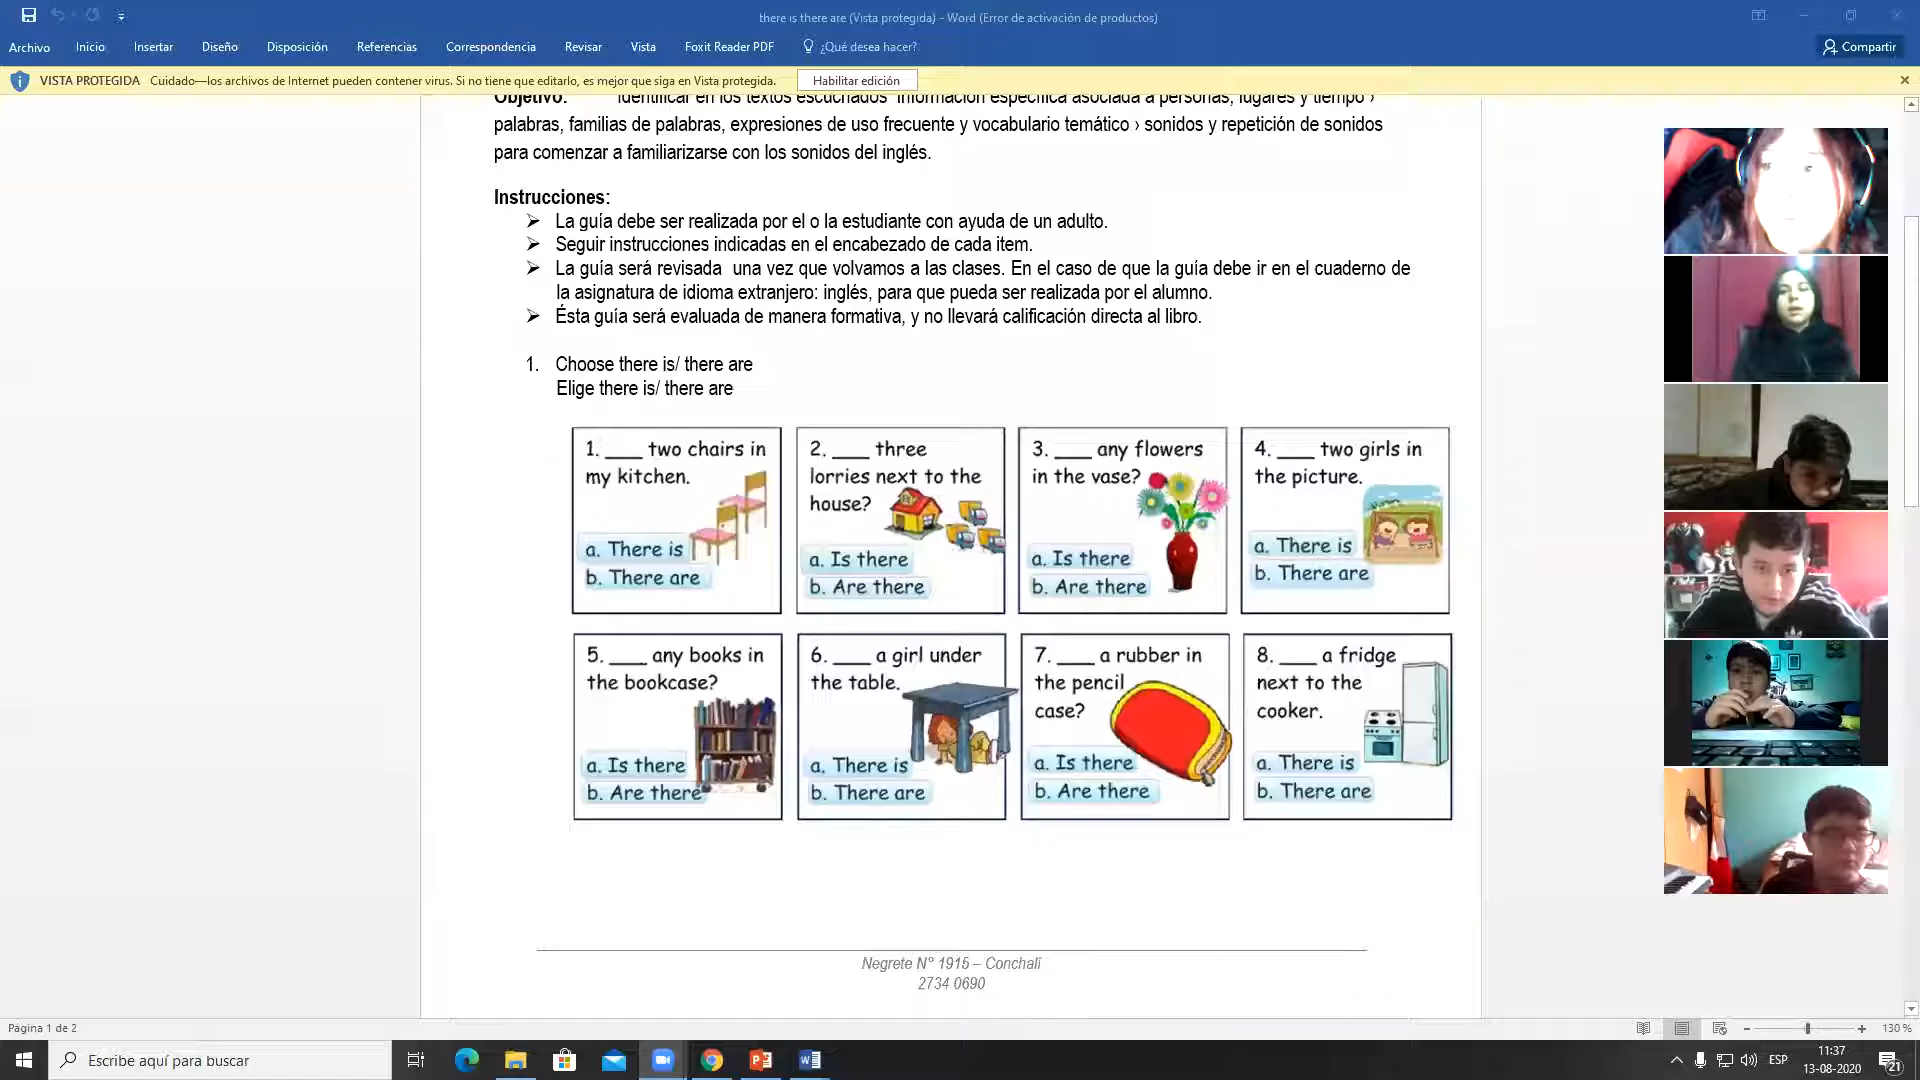 there is there are (Vista protegida) - Word (Error de activación de productos)
Archivo Inicio Insertar Diseño Disposición Referencias Correspondencia Revisar Vista Foxit Reader PDF ¿Qué desea hacer? Compartir
VISTA PROTEGIDA Cuidado—los archivos de Internet pueden contener virus. Si no tiene que editarlo, es mejor que siga en Vista protegida. Habilitar edición
Objetivo: Identificar en los textos escuchados información específica asociada a personas, lugares y tiempo ›
palabras, familias de palabras, expresiones de uso frecuente y vocabulario temático › sonidos y repetición de sonidos
para comenzar a familiarizarse con los sonidos del inglés.
Instrucciones:
➢ La guía debe ser realizada por el o la estudiante con ayuda de un adulto.
➢ Seguir instrucciones indicadas en el encabezado de cada item.
➢ La guía será revisada una vez que volvamos a las clases. En el caso de que la guía debe ir en el cuaderno de
la asignatura de idioma extranjero: inglés, para que pueda ser realizada por el alumno.
➢ Ésta guía será evaluada de manera formativa, y no llevará calificación directa al libro.
1. Choose there is/ there are
Elige there is/ there are
1. ___ two chairs in
my kitchen.
a. There is
b. There are
2. ___ three
lorries next to the
house?
a. Is there
b. Are there
3. ___ any flowers
in the vase?
a. Is there
b. Are there
4. ___ two girls in
the picture.
a. There is
b. There are
5. ___ any books in
the bookcase?
a. Is there
b. Are there
6. ___ a girl under
the table.
a. There is
b. There are
7. ___ a rubber in
the pencil
case?
a. Is there
b. Are there
8. ___ a fridge
next to the
cooker.
a. There is
b. There are
Negrete N° 1915 – Conchalí
2734 0690
Página 1 de 2
130 %
Escribe aquí para buscar
ESP
11:37
13-08-2020
21